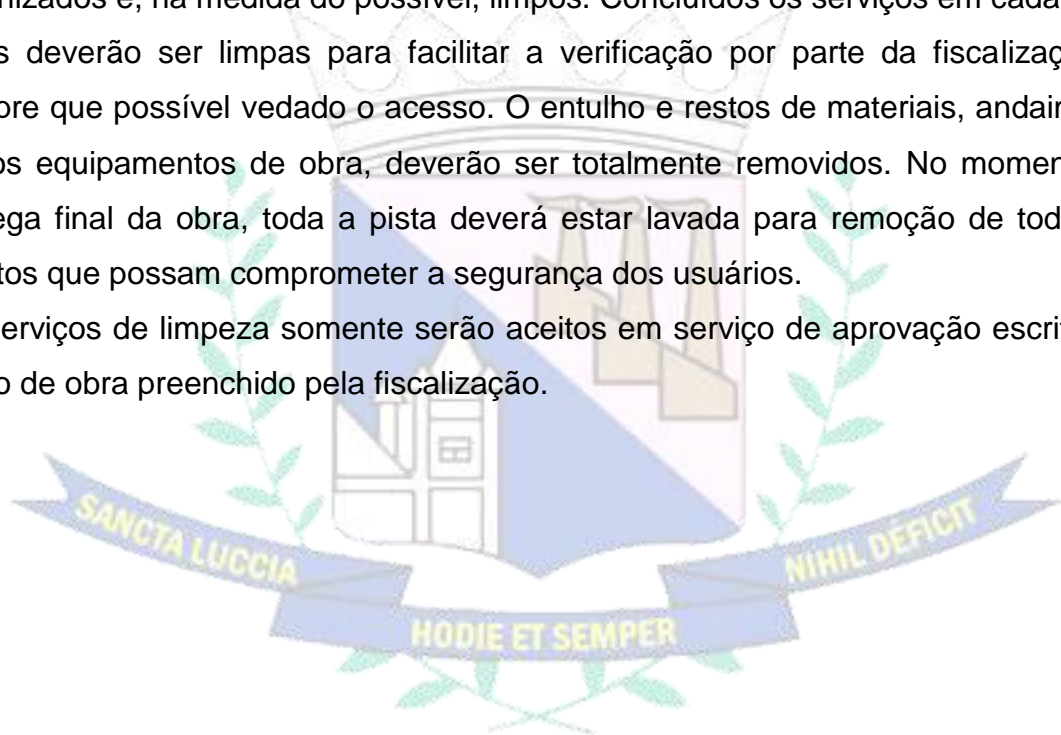 nizados e, na medida do possível, limpos. Concluídos os serviços em cada
s deverão ser limpas para facilitar a verificação por parte da fiscalizaç
ore que possível vedado o acesso. O entulho e restos de materiais, andair
os equipamentos de obra, deverão ser totalmente removidos. No momen
ega final da obra, toda a pista deverá estar lavada para remoção de tod
tos que possam comprometer a segurança dos usuários.
erviços de limpeza somente serão aceitos em serviço de aprovação escri
o de obra preenchido pela fiscalização.
SANCTA LUCCIA
HODIE ET SEMPER
NIHIL DÉFICIT